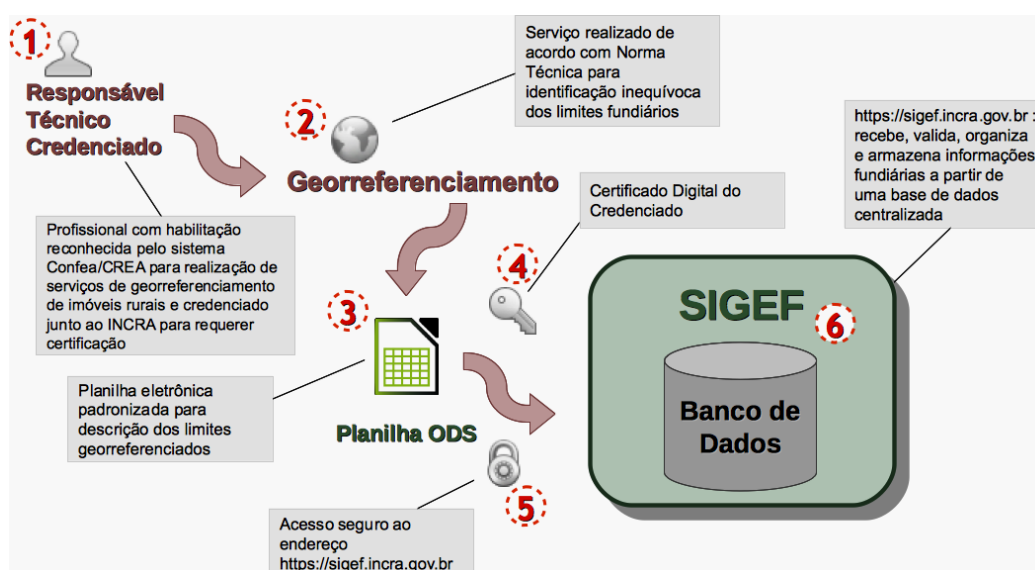 1
Responsável
Técnico
Credenciado
Profissional com habilitação
reconhecida pelo sistema
Confea/CREA para realização de
serviços de georreferenciamento
de imóveis rurais e credenciado
junto ao INCRA para requerer
certificação
2
Georreferenciamento
Serviço realizado de
acordo com Norma
Técnica para
identificação inequívoca
dos limites fundiários
3
Planilha ODS
Planilha eletrônica
padronizada para
descrição dos limites
georreferenciados
4
Certificado Digital do
Credenciado
5
Acesso seguro ao
endereço
https://sigef.incra.gov.br
SIGEF
6
Banco de
Dados
https://sigef.incra.gov.br :
recebe, valida, organiza
e armazena informações
fundiárias a partir de
uma base de dados
centralizada